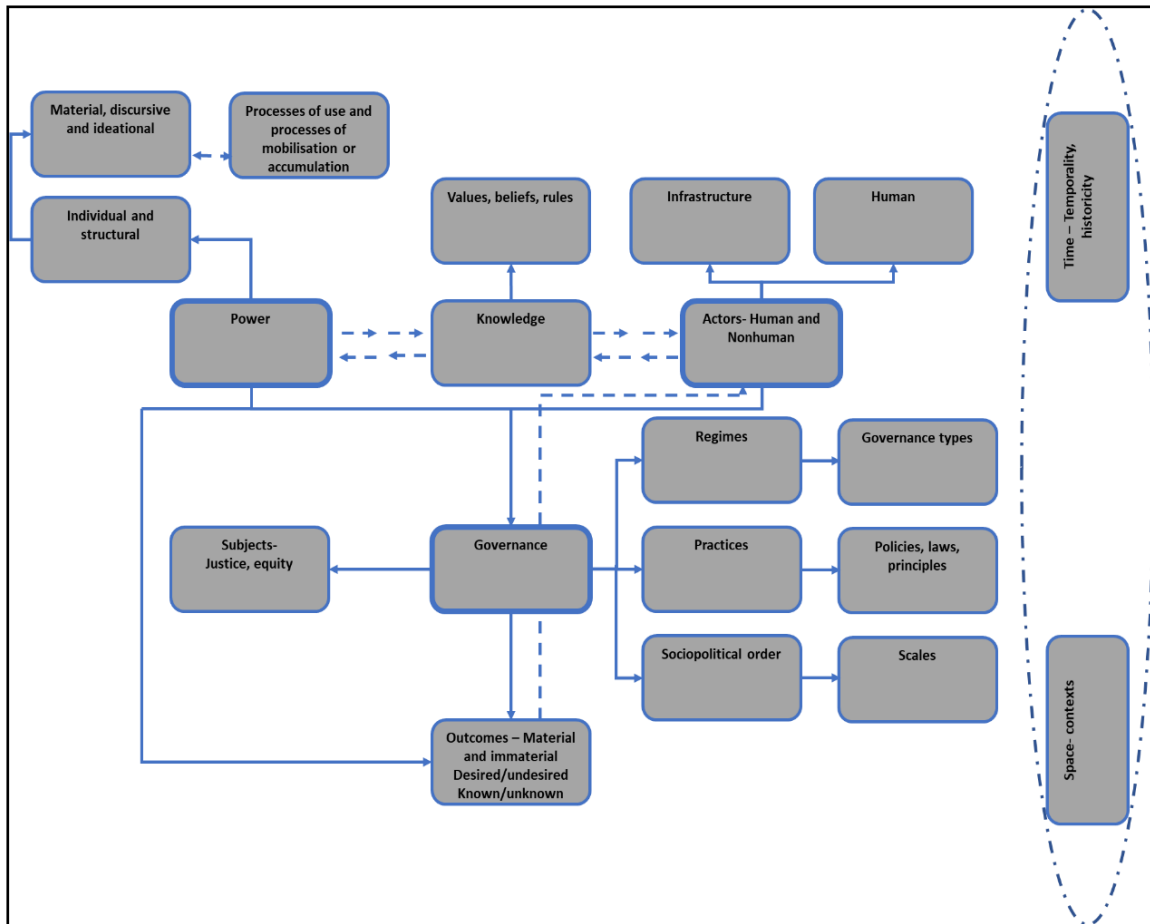 Material, discursive
and ideational
Processes of use and
processes of
mobilisation or
accumulation
Individual and
structural
Values, beliefs, rules
Infrastructure
Human
Time – Temporality,
historicity
Power
Knowledge
Actors- Human and
Nonhuman
Regimes
Governance types
Subjects-
Justice, equity
Governance
Practices
Policies, laws,
principles
Sociopolitical order
Scales
Space- contexts
Outcomes – Material
and immaterial
Desired/undesired
Known/unknown